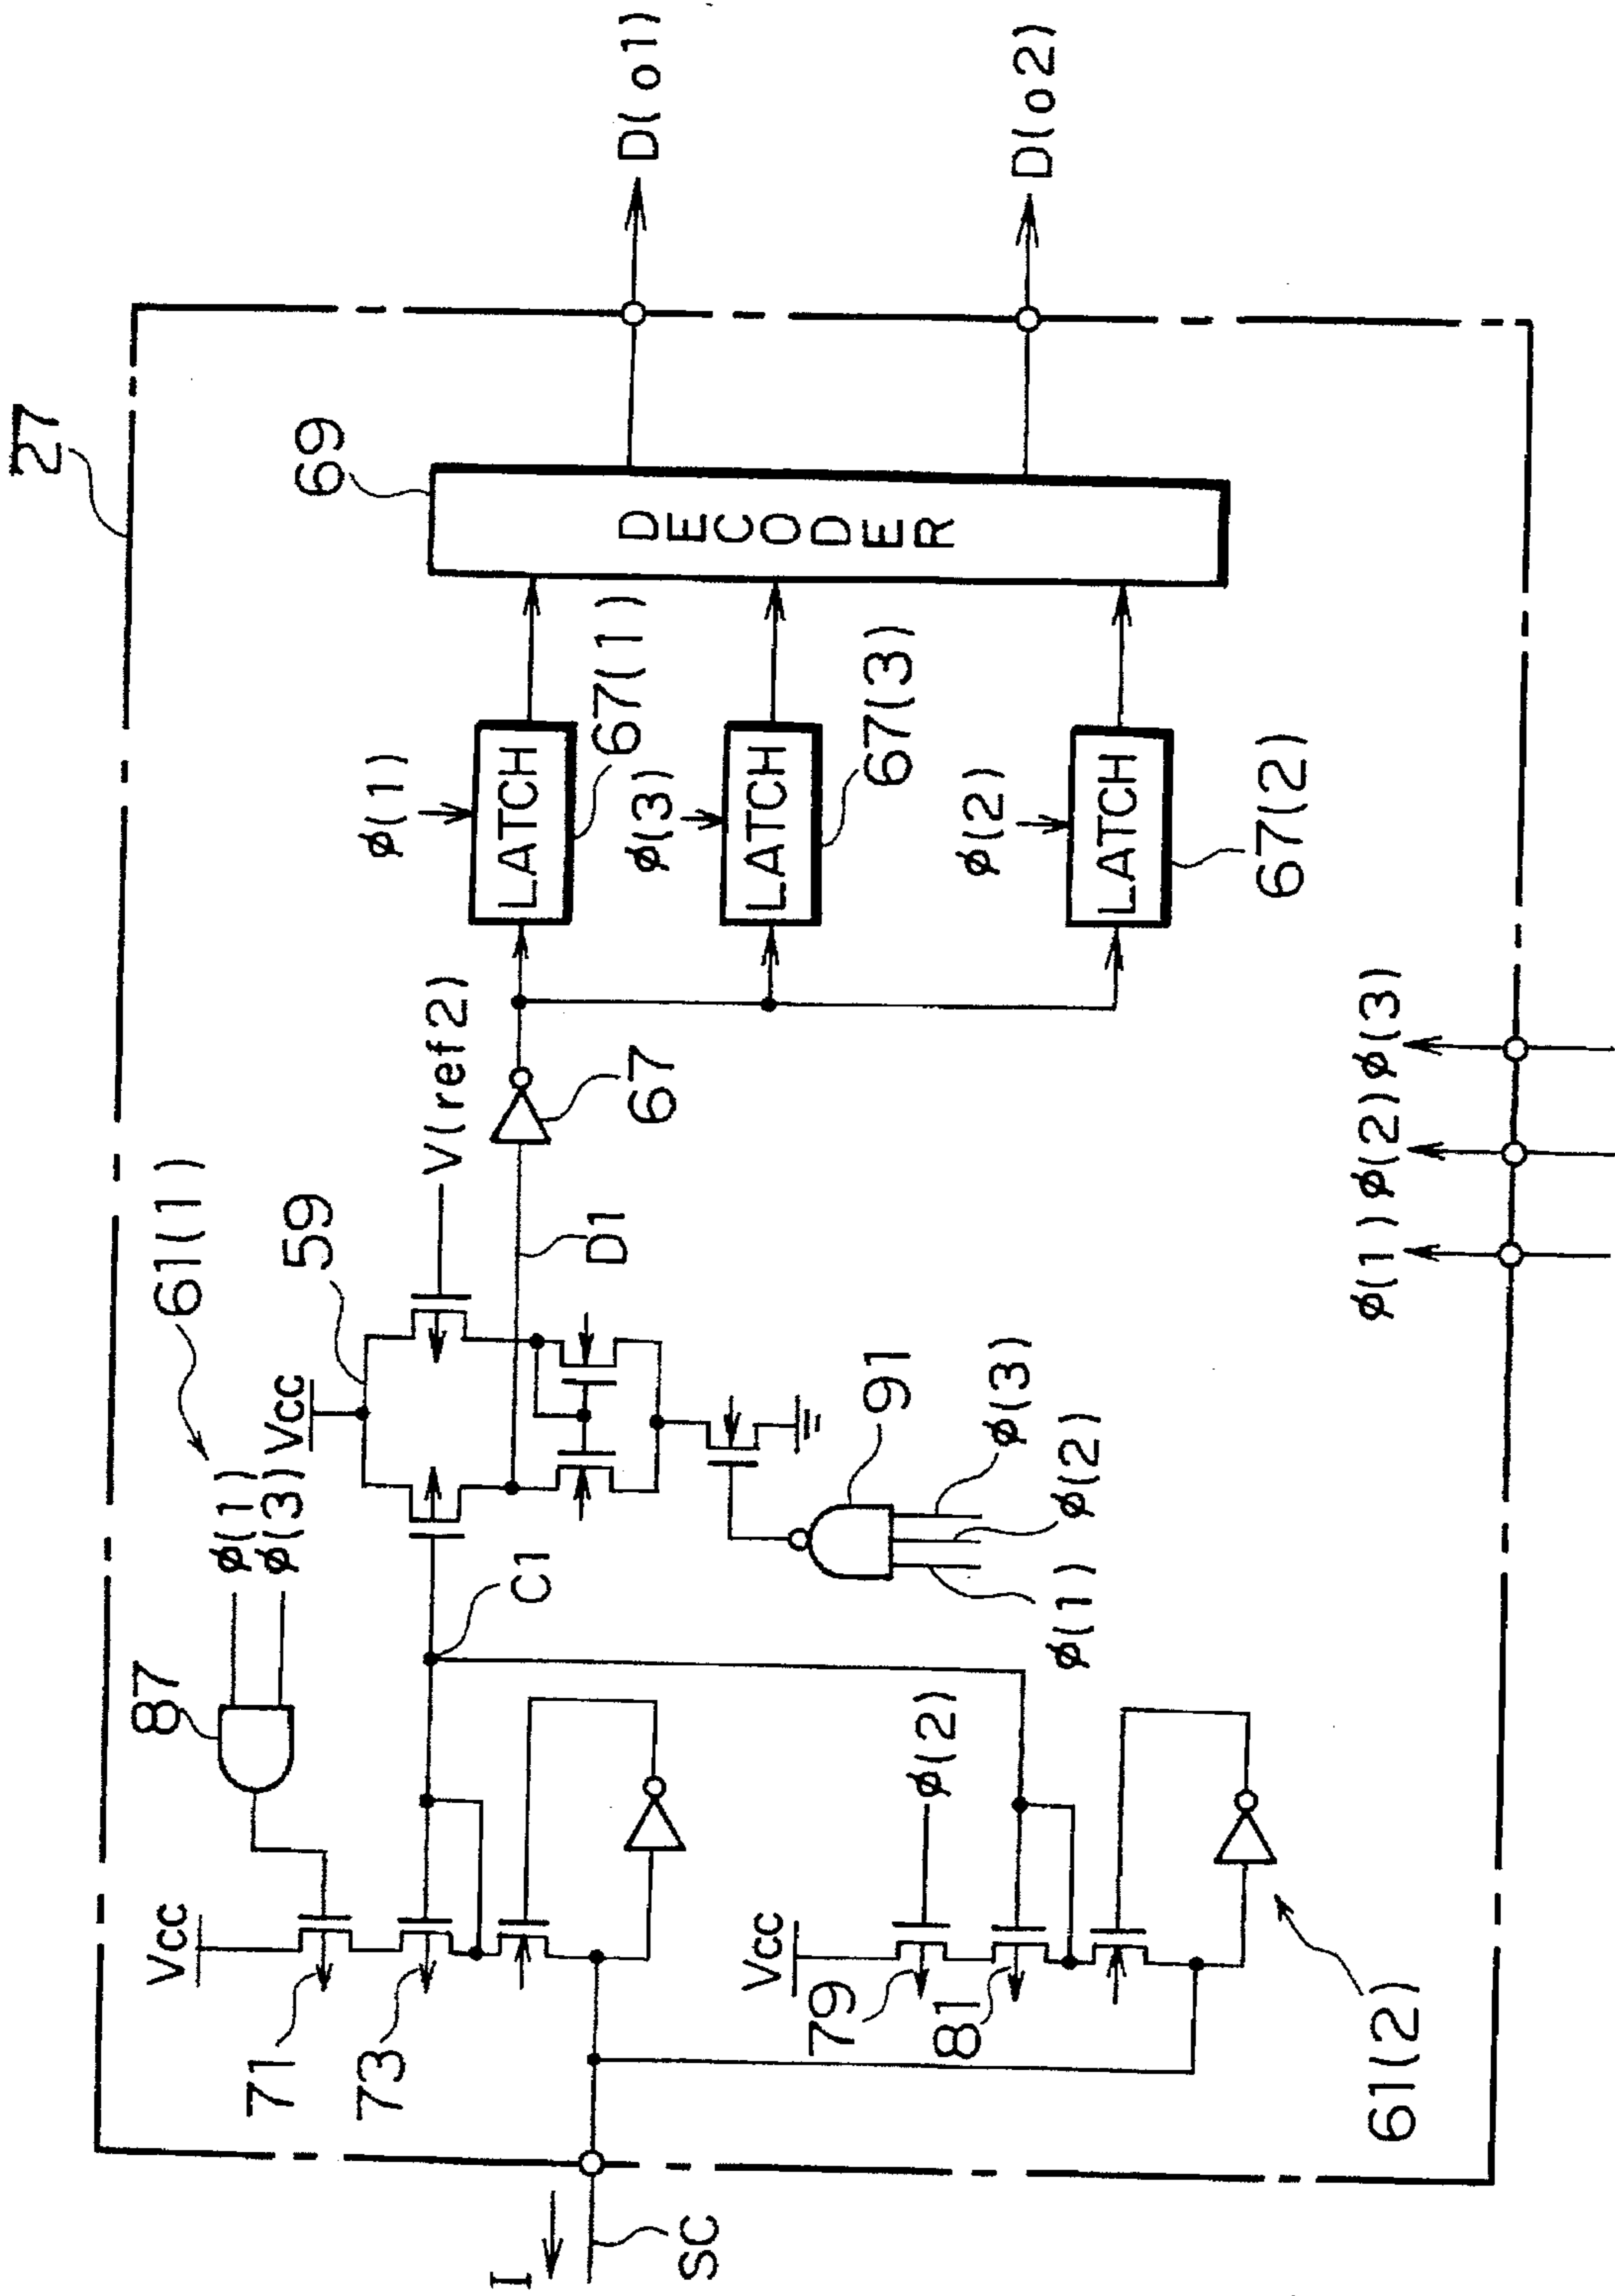 27
61(1)
87
ø(1)
ø(3)
Vcc
59
V(ref2)
69
D(o1)
D(o2)
DECODER
ø(1)
LATCH
67(1)
ø(3)
LATCH
67(3)
ø(2)
LATCH
67(2)
67
D1
C1
91
ø(3)
ø(2)
ø(1)
Vcc
71
73
I
SC
ø(2)
Vcc
79
81
61(2)
ø(1)
ø(2)
ø(3)